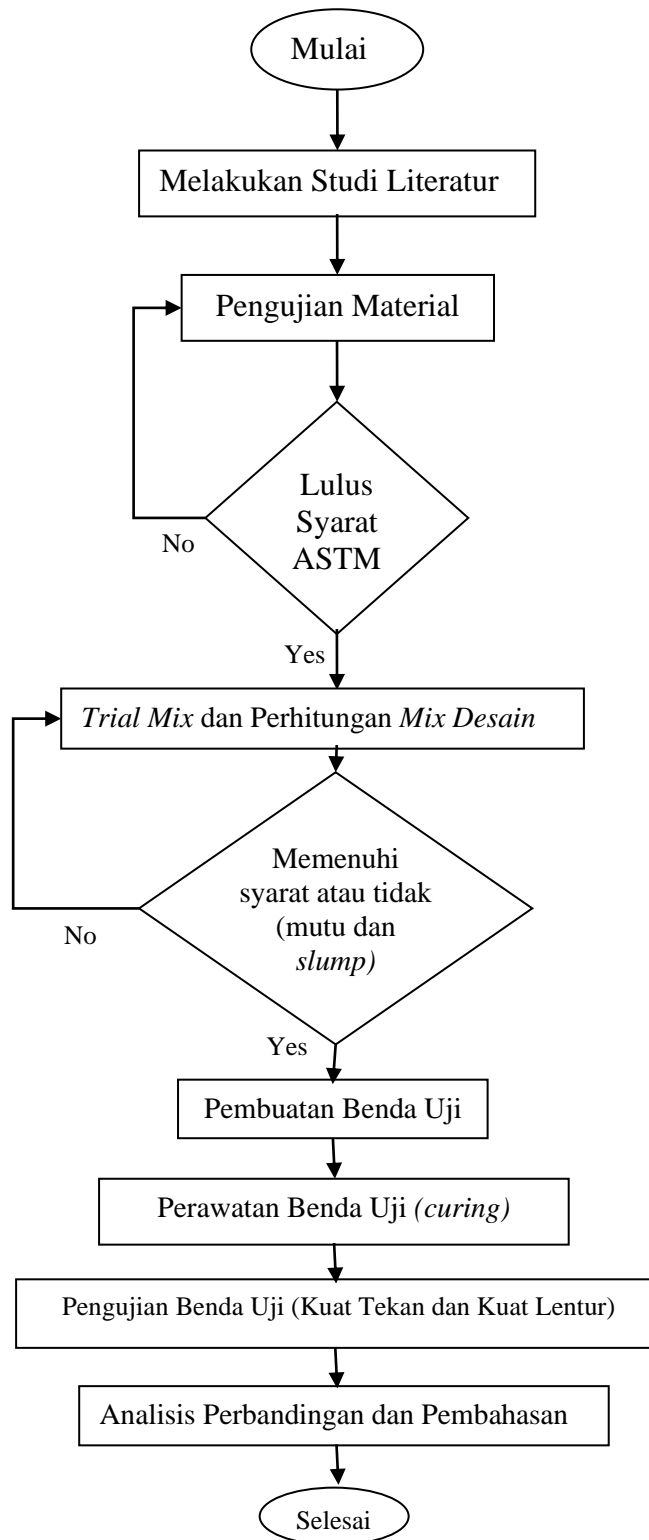 Mulai
Melakukan Studi Literatur
Pengujian Material
Lulus
Syarat
ASTM
No
Yes
Trial Mix dan Perhitungan Mix Desain
Memenuhi
syarat atau tidak
(mutu dan
slump)
No
Yes
Pembuatan Benda Uji
Perawatan Benda Uji (curing)
Pengujian Benda Uji (Kuat Tekan dan Kuat Lentur)
Analisis Perbandingan dan Pembahasan
Selesai